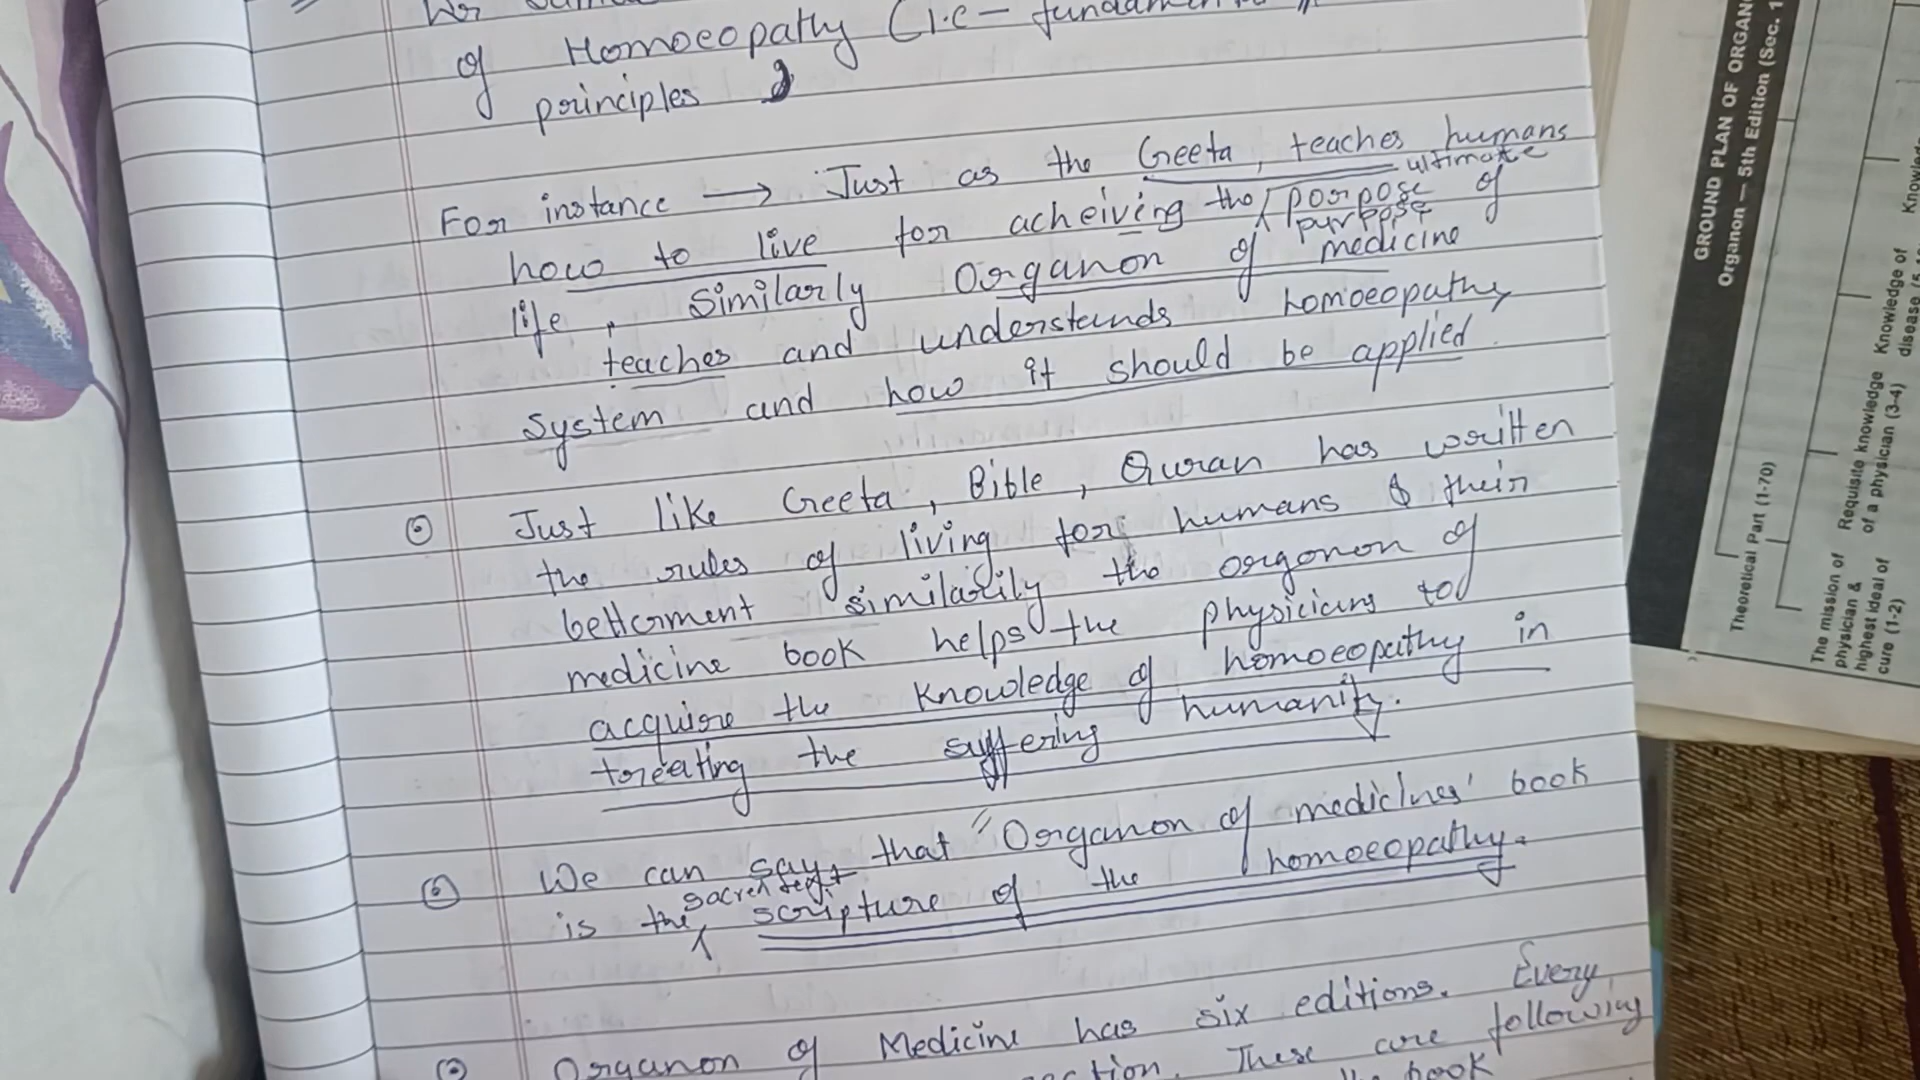 of Homoeopathy (i.e - fundam
principles
For instance → Just as the Geeta, teaches humans
how to live for acheiving the ultimate porpose purpose of
life, Similarly Organon of medicine
teaches and understands homoeopathy
system and how it should be applied.
Just like Geeta, Bible, Quran has written
the rules of living for humans & their
betterment similarily the orgonon of
medicine book helps the physicians to
acquire the Knowledge of homoeopathy in
treating the suffering humanity.
We can say, that "Organon of medicines' book
is the sacred text scripture of the homoeopathy.
Organon of Medicine has six editions. Every
These are following
book
GROUND PLAN OF ORGAN
Organon – 5th Edition (Sec. 1
Theoretical Part (1-70)
The mission of
physician &
highest ideal of
cure (1-2)
Requisite knowledge
of a physician (3-4)
Knowledge of
disease (5